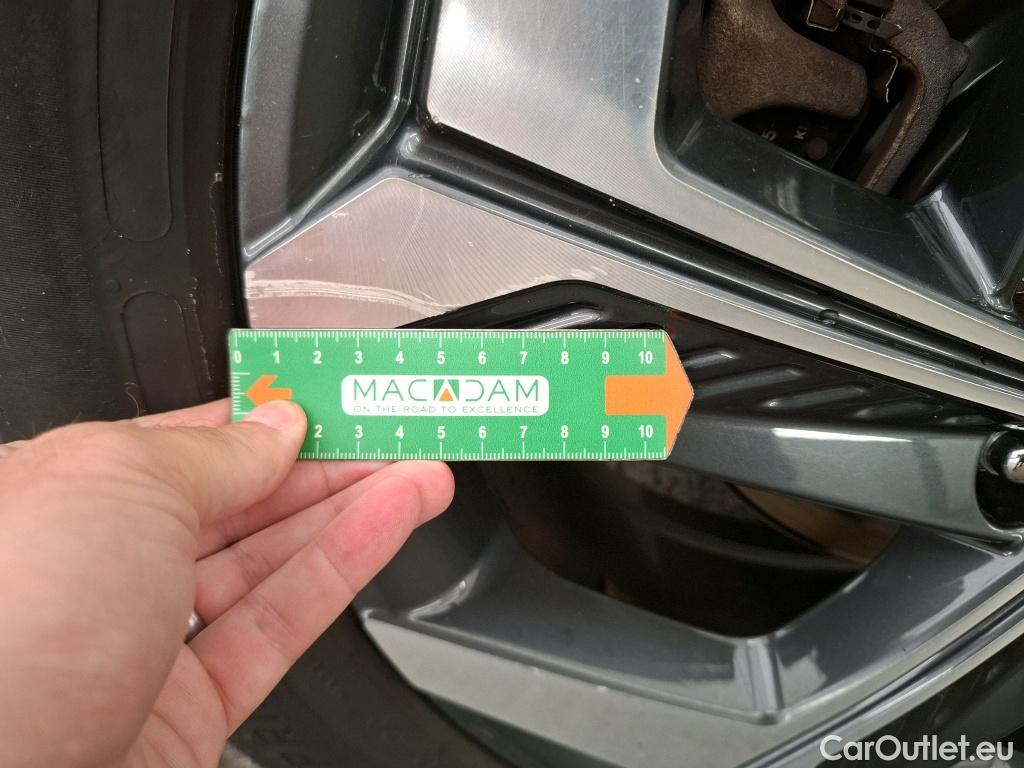 5 K
0 1 2 3 4 5 6 7 8 9 10
MACADAM
ON THE ROAD TO EXCELLENCE
2 3 4 5 6 7 8 9 10
CarOutlet.eu